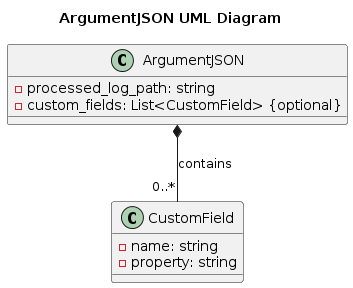 ArgumentJSON UML Diagram
C ArgumentJSON
processed_log_path: string
custom_fields: List<CustomField> {optional}
contains
0..*
C CustomField
name: string
property: string